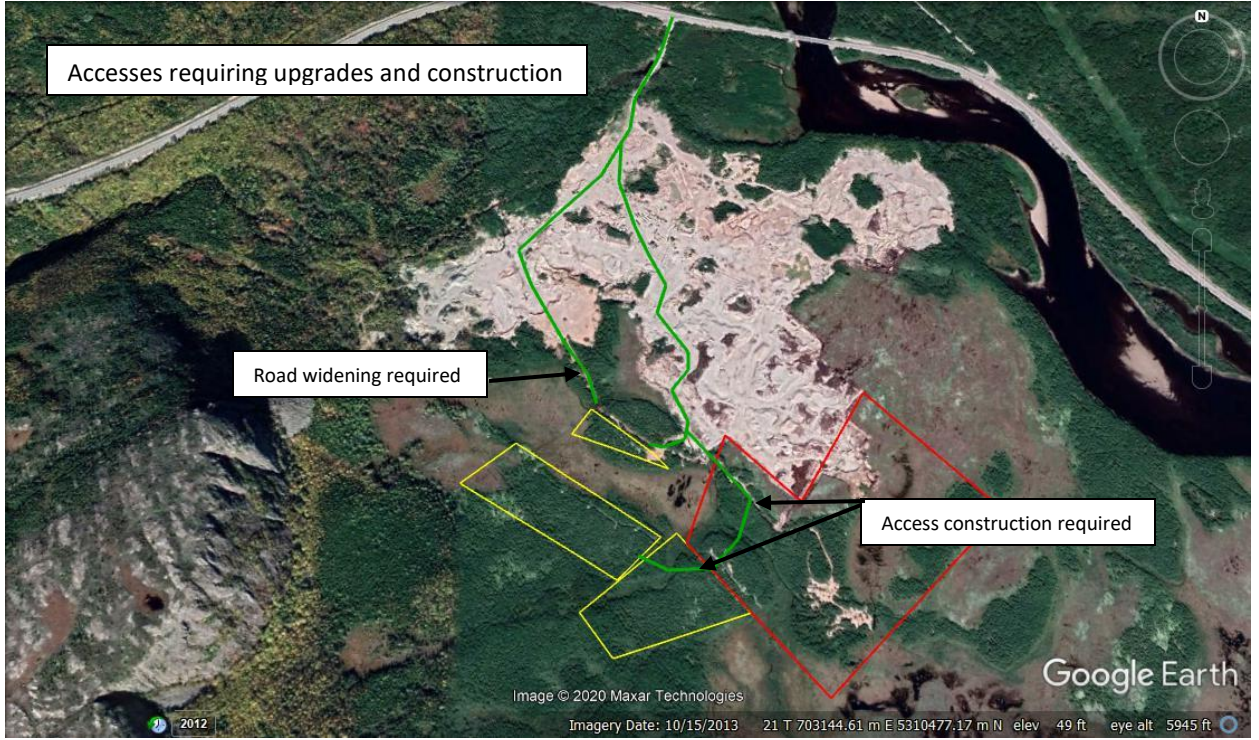 N
Accesses requiring upgrades and construction
Road widening required
Access construction required
Google Earth
Image © 2020 Maxar Technologies
2012
Imagery Date: 10/15/2013 21 T 703144.61 m E 5310477.17 m N elev 49 ft eye alt 5945 ft